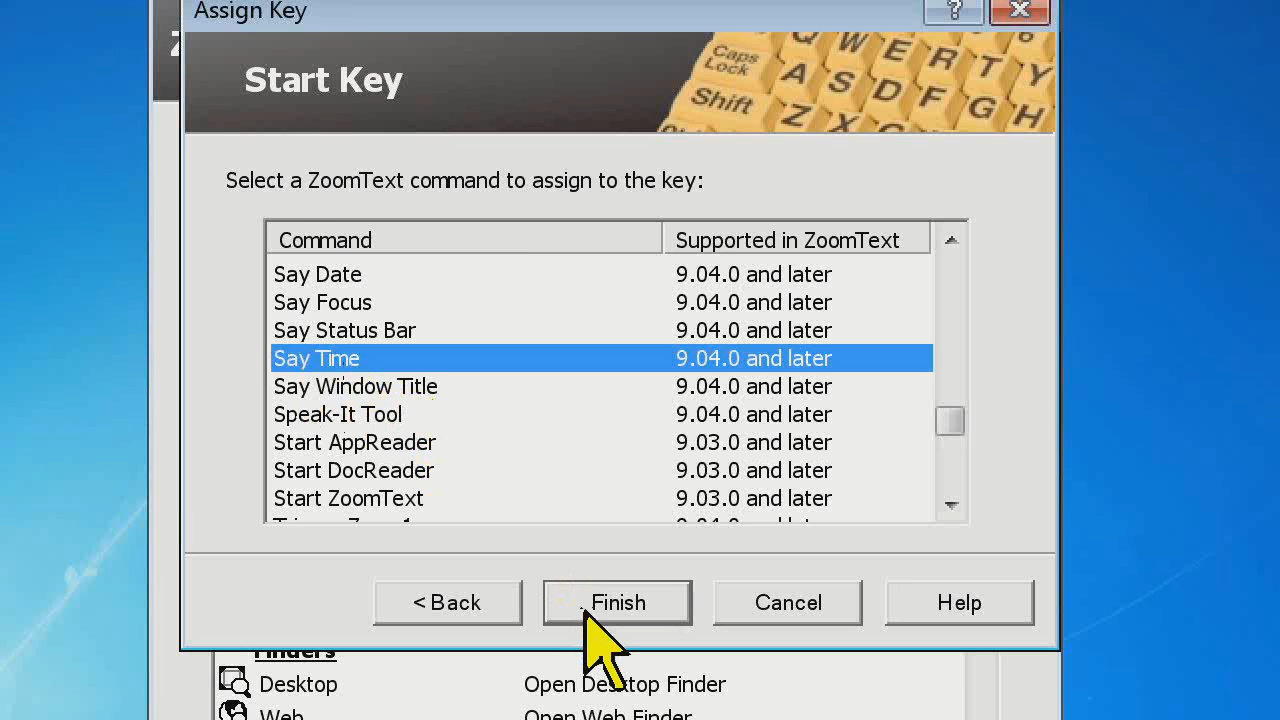 Assign Key
?
Start Key
Q W E R T Y 6
Caps Lock A S D F G H
Shift Z X C
Select a ZoomText command to assign to the key:
Command Supported in ZoomText
Say Date 9.04.0 and later
Say Focus 9.04.0 and later
Say Status Bar 9.04.0 and later
Say Time 9.04.0 and later
Say Window Title 9.04.0 and later
Speak-It Tool 9.04.0 and later
Start AppReader 9.03.0 and later
Start DocReader 9.03.0 and later
Start ZoomText 9.03.0 and later
< Back Finish Cancel Help
Finders
Desktop Open Desktop Finder
Web Open Web Finder